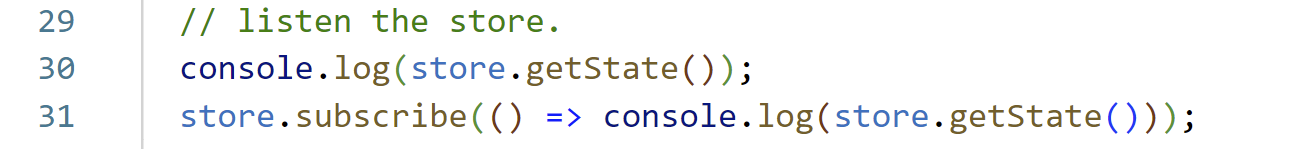 29 // listen the store.
30 console.log(store.getState());
31 store.subscribe(() => console.log(store.getState()));